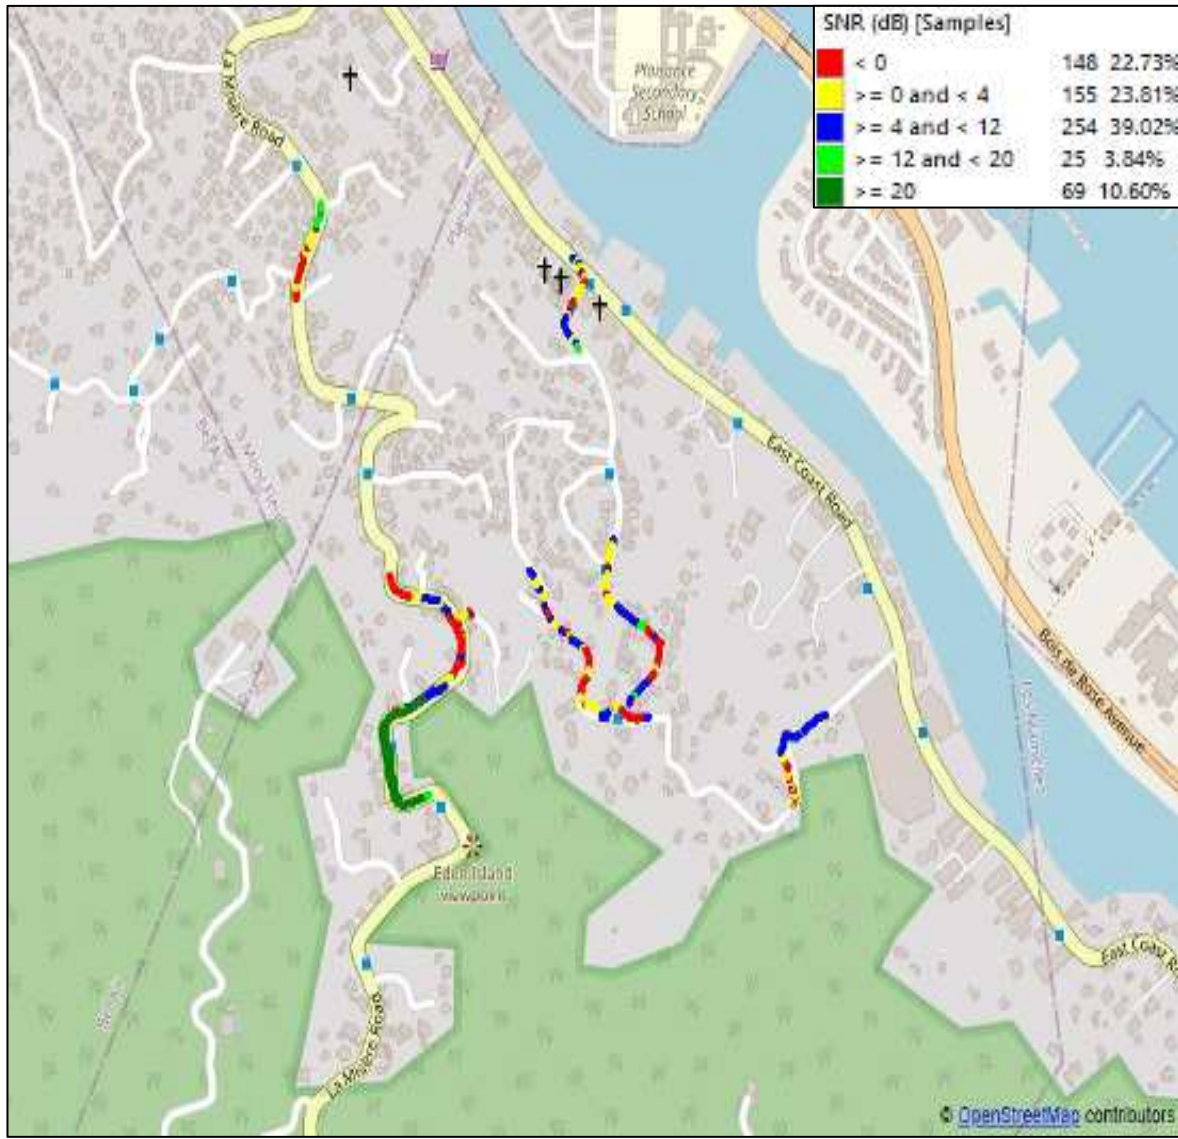 SNR (dB) [Samples]
< 0 148 22.73%
>= 0 and < 4 155 23.81%
>= 4 and < 12 254 39.02%
>= 12 and < 20 25 3.84%
>= 20 69 10.60%
Plaisance
Secondary
School
La Misère Road
East Coast Road
Bois de Rose Avenue
Eden Island
viewpoint
La Misère Road
East Coast
© OpenStreetMap contributors